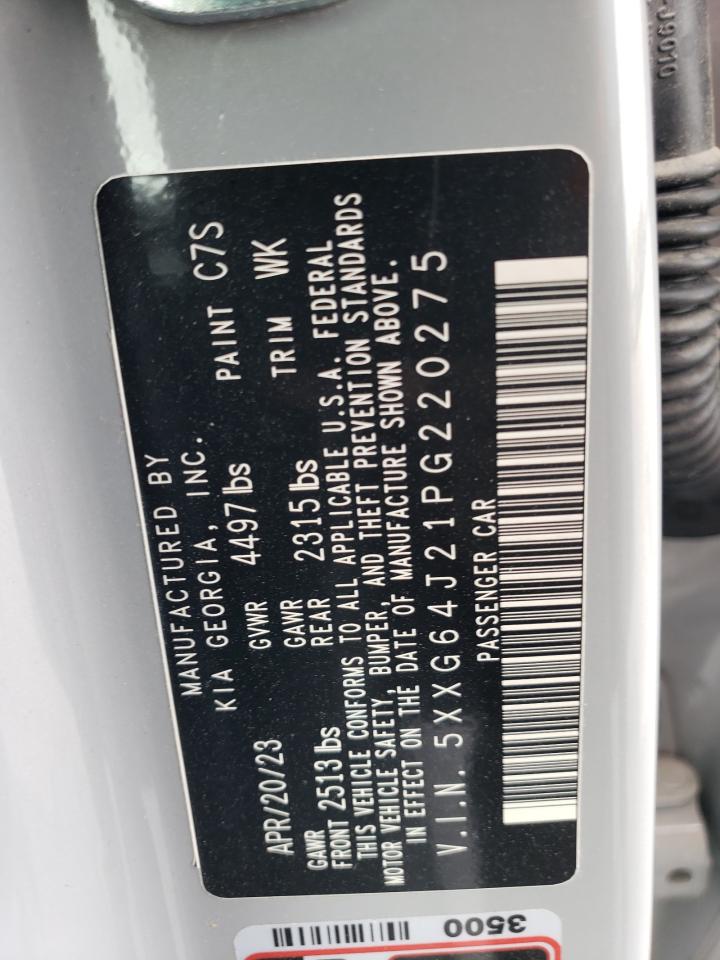 MANUFACTURED BY
KIA GEORGIA, INC.
APR/20/23 GVWR 4497 lbs PAINT C7S
GAWR GAWR
FRONT 2513 lbs REAR 2315 lbs TRIM WK
THIS VEHICLE CONFORMS TO ALL APPLICABLE U.S.A. FEDERAL
MOTOR VEHICLE SAFETY, BUMPER, AND THEFT PREVENTION STANDARDS
IN EFFECT ON THE DATE OF MANUFACTURE SHOWN ABOVE.
V.I.N. 5XXG64J21PG220275
PASSENGER CAR
3500
J9010